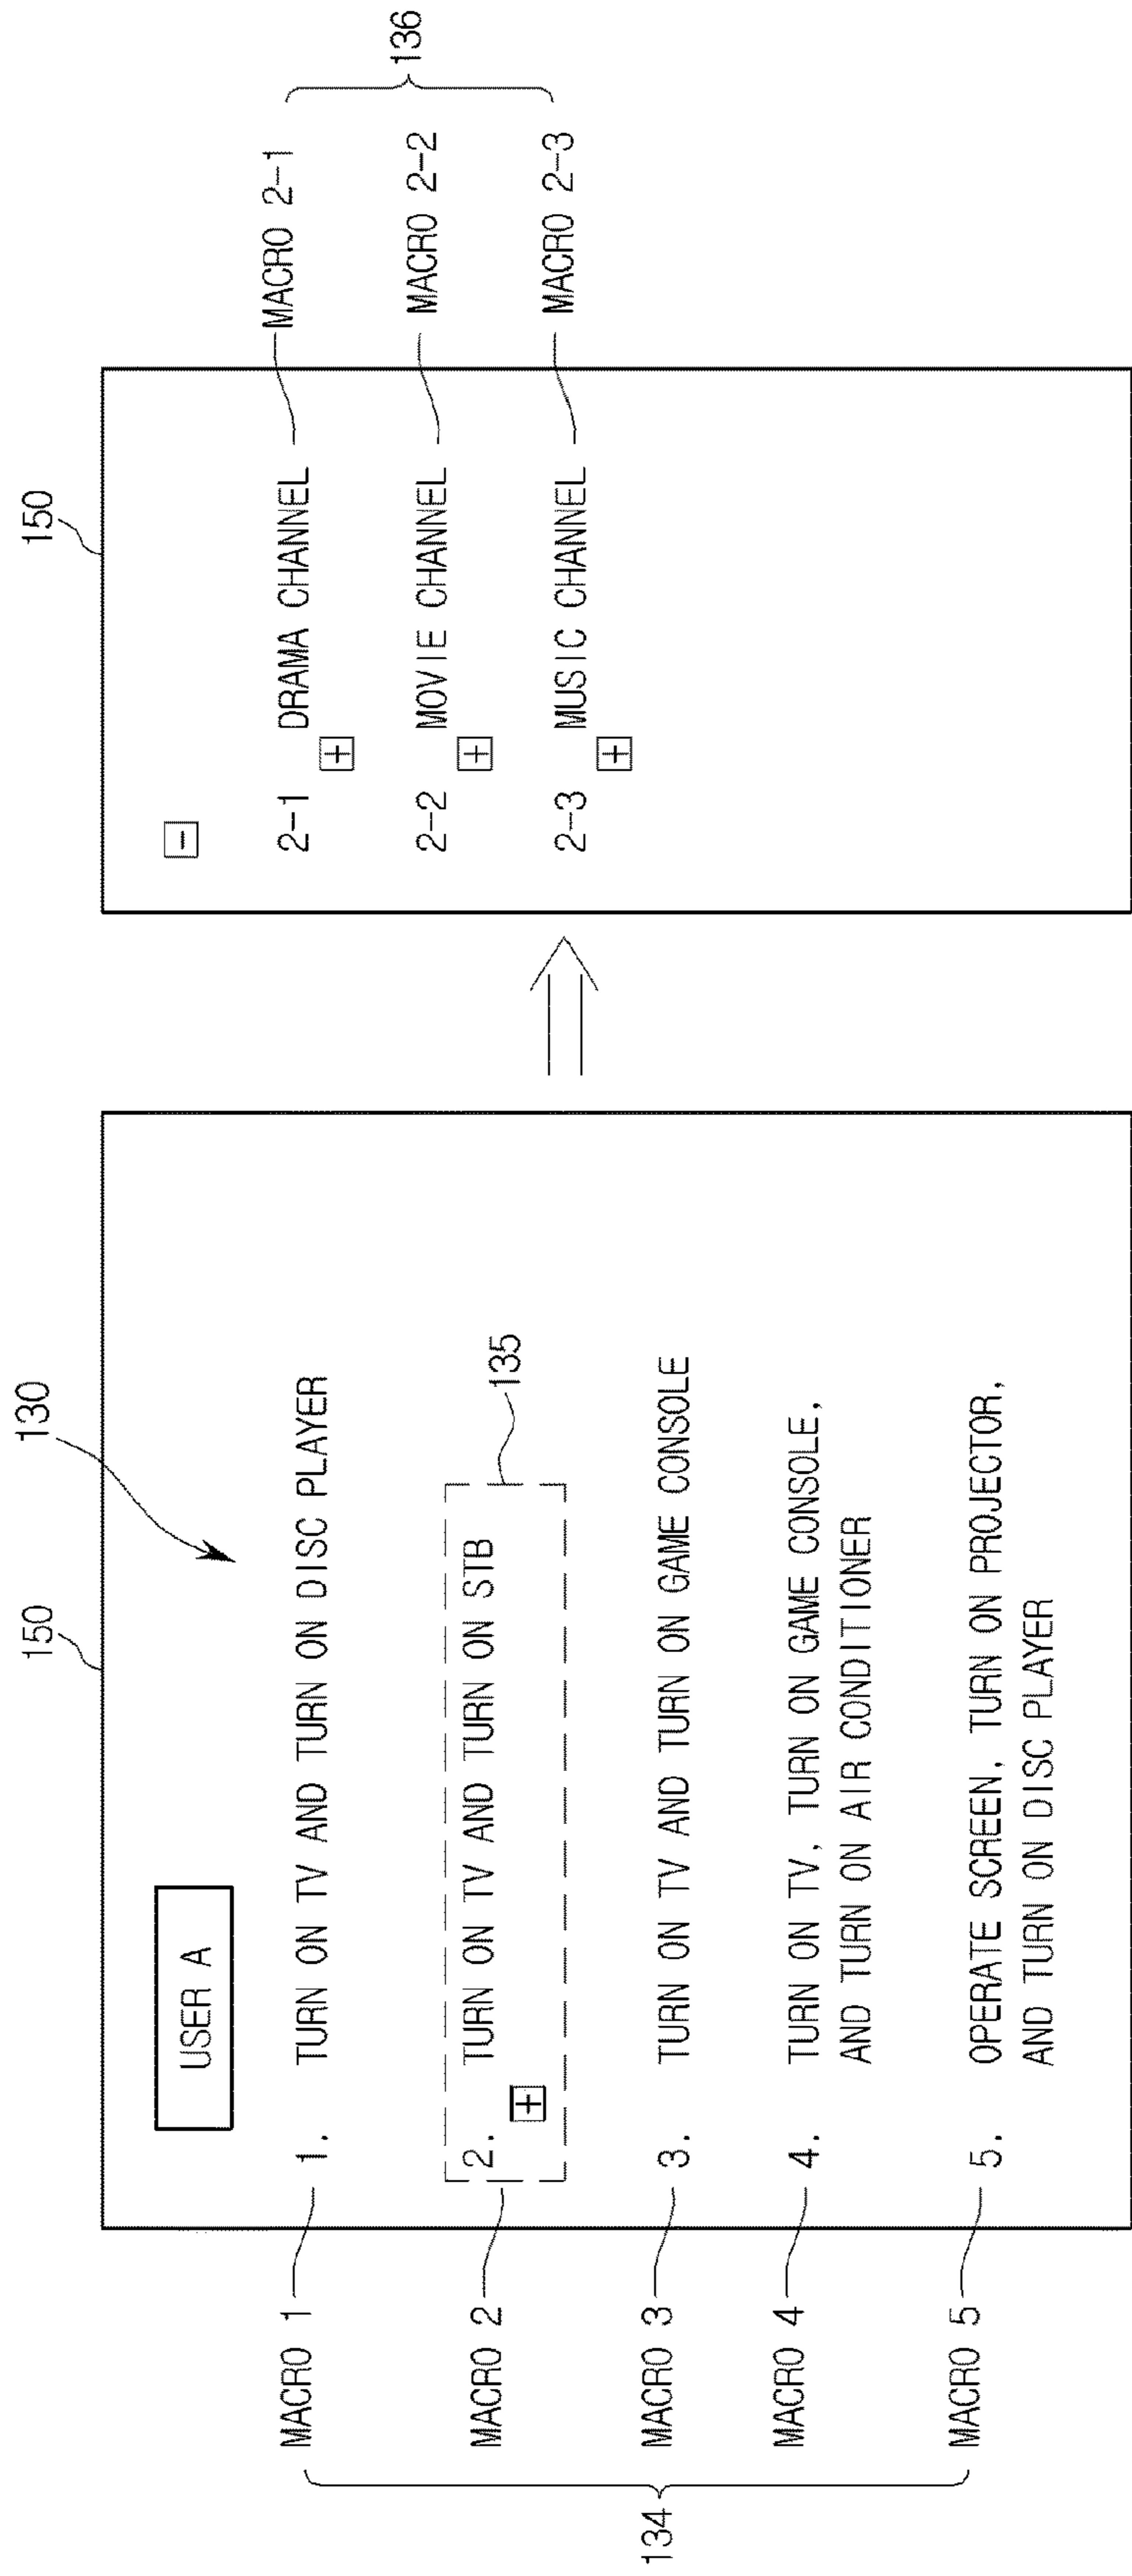 150
130
USER A
MACRO 1
1. TURN ON TV AND TURN ON DISC PLAYER
MACRO 2
2. TURN ON TV AND TURN ON STB
+
135
MACRO 3
3. TURN ON TV AND TURN ON GAME CONSOLE
MACRO 4
4. TURN ON TV, TURN ON GAME CONSOLE,
AND TURN ON AIR CONDITIONER
MACRO 5
5. OPERATE SCREEN, TURN ON PROJECTOR,
AND TURN ON DISC PLAYER
134
150
-
2-1 DRAMA CHANNEL
+
MACRO 2-1
2-2 MOVIE CHANNEL
+
MACRO 2-2
2-3 MUSIC CHANNEL
+
MACRO 2-3
136